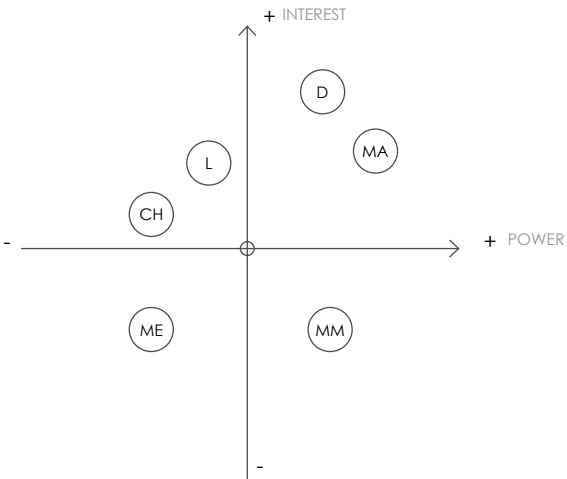 + INTEREST
D
MA
L
CH
- 
+ POWER
ME
MM
-